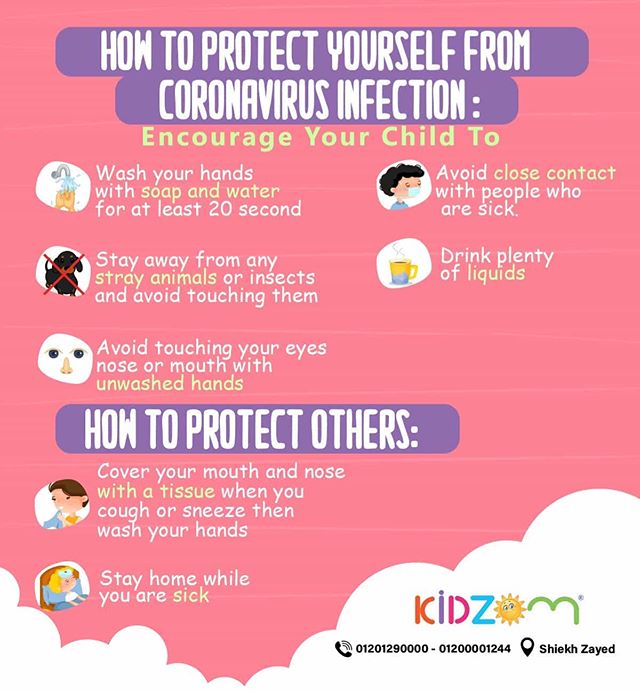 HOW TO PROTECT YOURSELF FROM
CORONAVIRUS INFECTION :
Encourage Your Child To
Wash your hands
with soap and water
for at least 20 second
Stay away from any
stray animals or insects
and avoid touching them
Avoid touching your eyes
nose or mouth with
unwashed hands
Avoid close contact
with people who
are sick.
Drink plenty
of liquids
HOW TO PROTECT OTHERS:
Cover your mouth and nose
with a tissue when you
cough or sneeze then
wash your hands
Stay home while
you are sick
KIDZOOM®
01201290000 - 01200001244 Shiekh Zayed